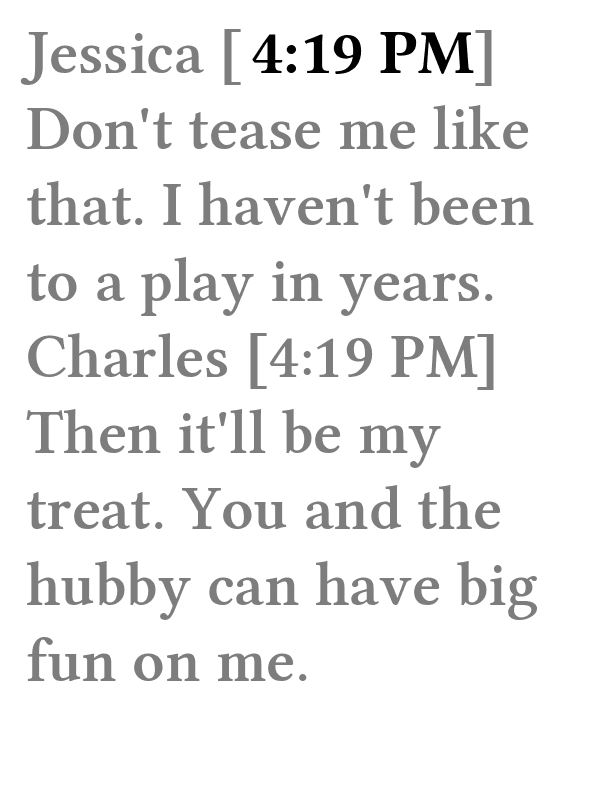 Jessica [ 4:19 PM]
Don't tease me like
that. I haven't been
to a play in years.
Charles [4:19 PM]
Then it'll be my
treat. You and the
hubby can have big
fun on me.